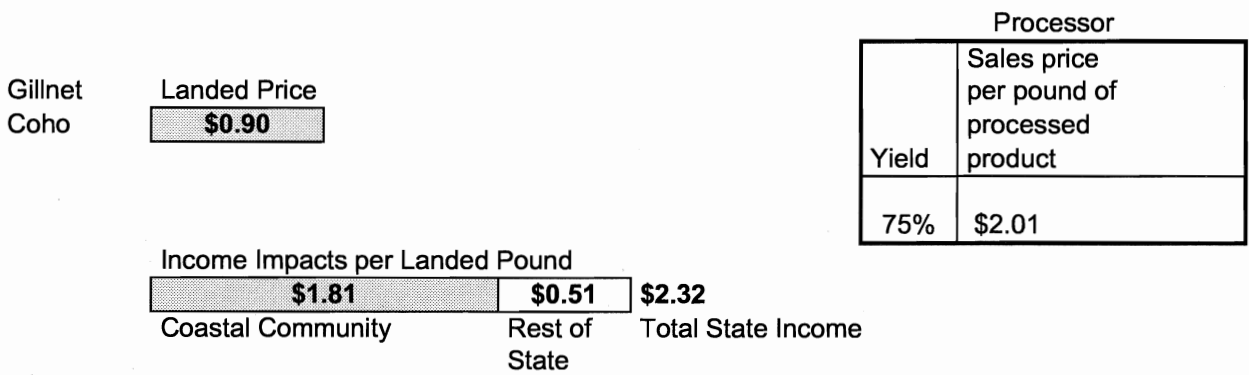 Processor
Gillnet
Coho
Landed Price
$0.90
Yield
Sales price
per pound of
processed
product
75%
$2.01
Income Impacts per Landed Pound
$1.81
$0.51
$2.32
Coastal Community
Rest of
State
Total State Income